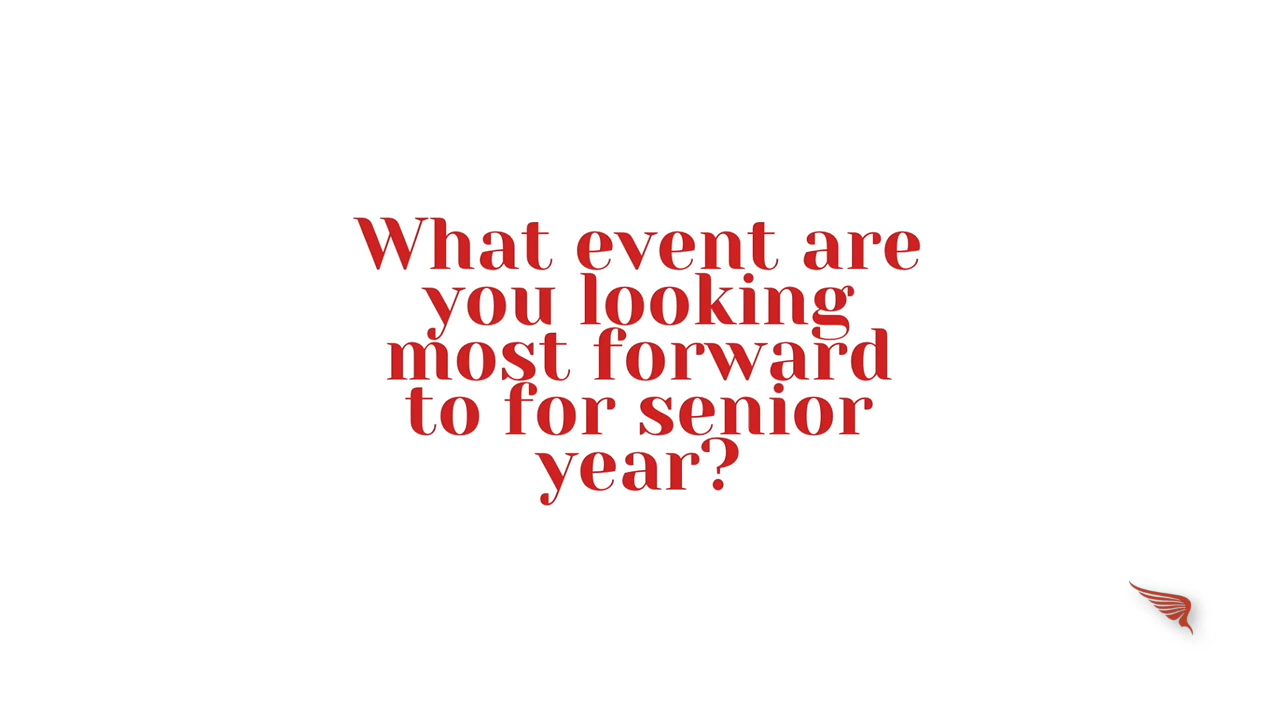 What event are
you looking
most forward
to for senior
year?